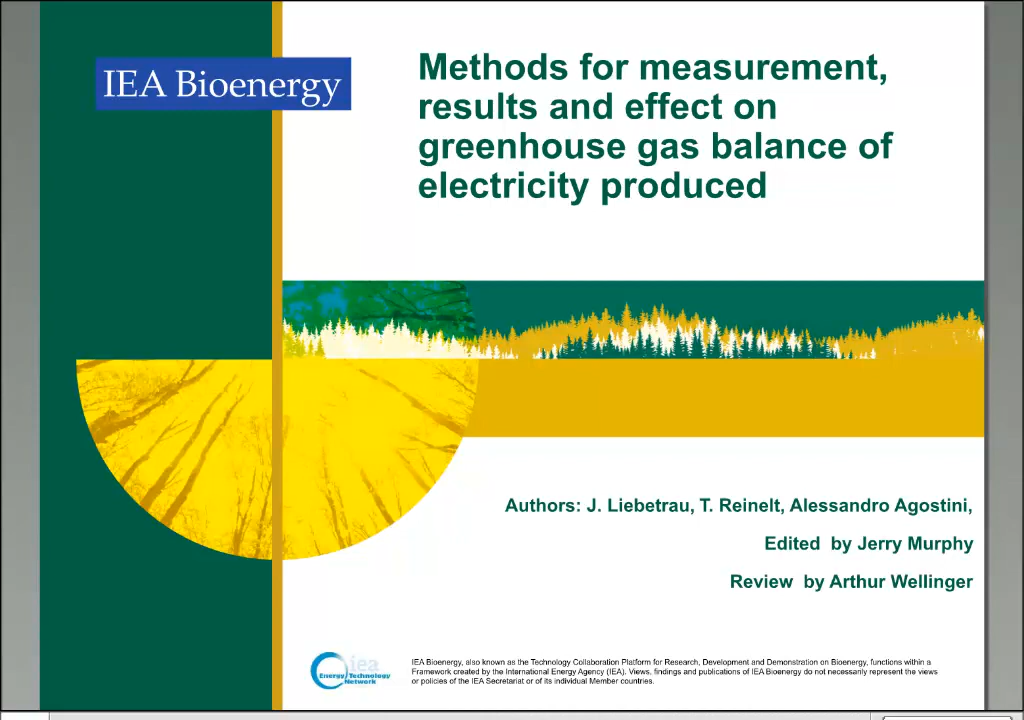 IEA Bioenergy
Methods for measurement,
results and effect on
greenhouse gas balance of
electricity produced
Authors: J. Liebetrau, T. Reinelt, Alessandro Agostini,
Edited by Jerry Murphy
Review by Arthur Wellinger
iea
Energy Technology
Network
IEA Bioenergy, also known as the Technology Collaboration Platform for Research, Development and Demonstration on Bioenergy, functions within a
Framework created by the International Energy Agency (IEA). Views, findings and publications of IEA Bioenergy do not necessarily represent the views
or policies of the IEA Secretariat or of its individual Member countries.